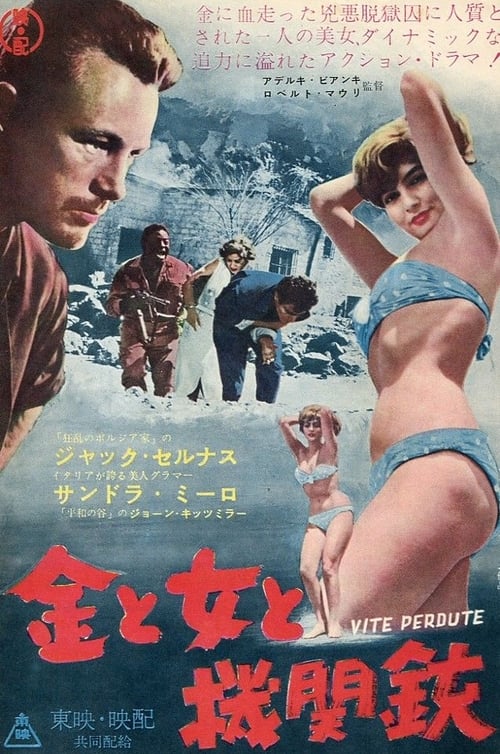 映・配
金に血走った兇悪脱獄囚に人質と
された一人の美女、ダイナミックな
迫力に溢れたアクション・ドラマ!
アデルキ・ビアンキ
ロベルト・マウリ
監督
「狂乱のボルジア家」の
ジャック・セルナス
イタリアが誇る美人グラマー
サンドラ・ミーロ
「平和の谷」のジョーン・キッツミラー
VITE PERDUTE
金と女と
機関銃
東映
東映・映配
共同配給